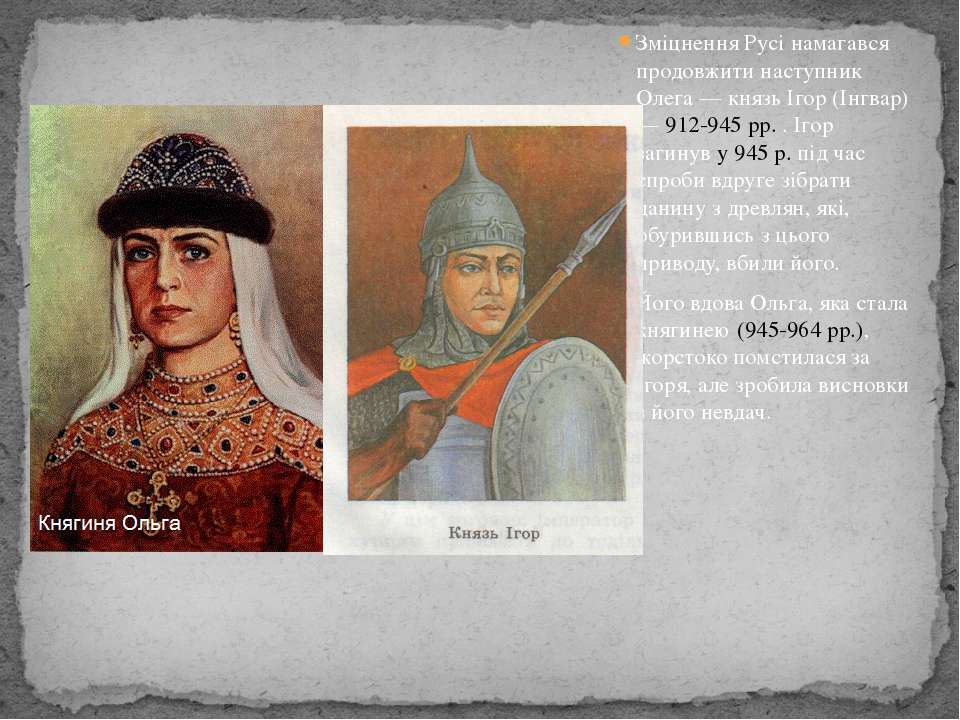 Зміцнення Русі намагався
продовжити наступник
Олега — князь Ігор (Інгвар)
— 912-945 рр. . Ігор
загинув у 945 р. під час
спроби вдруге зібрати
данину з древлян, які,
обурившись з цього
приводу, вбили його.
Його вдова Ольга, яка стала
княгинею (945-964 рр.),
жорстоко помстилася за
Ігоря, але зробила висновки
з його невдач.
Княгиня Ольга
Князь Ігор